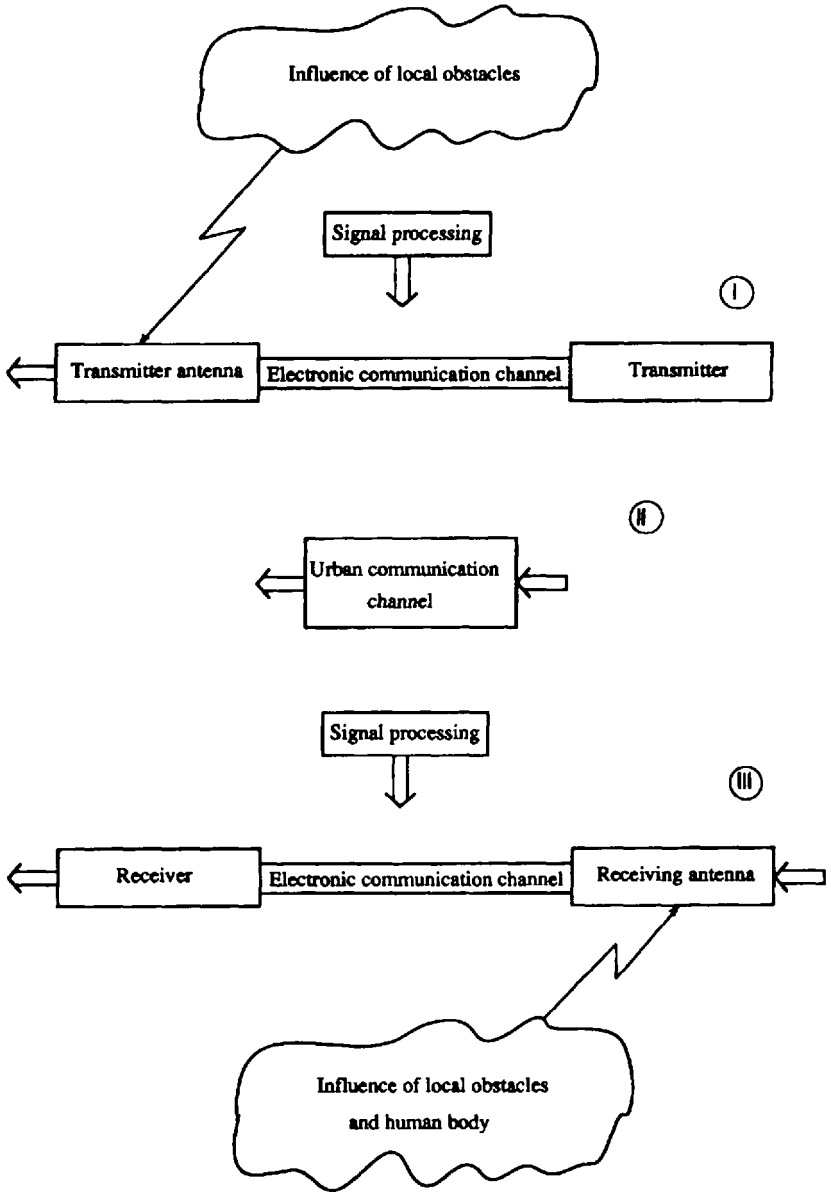 Influence of local obstacles
Signal processing
I
Transmitter antenna
Electronic communication channel
Transmitter
II
Urban communication
channel
Signal processing
III
Receiver
Electronic communication channel
Receiving antenna
Influence of local obstacles
and human body